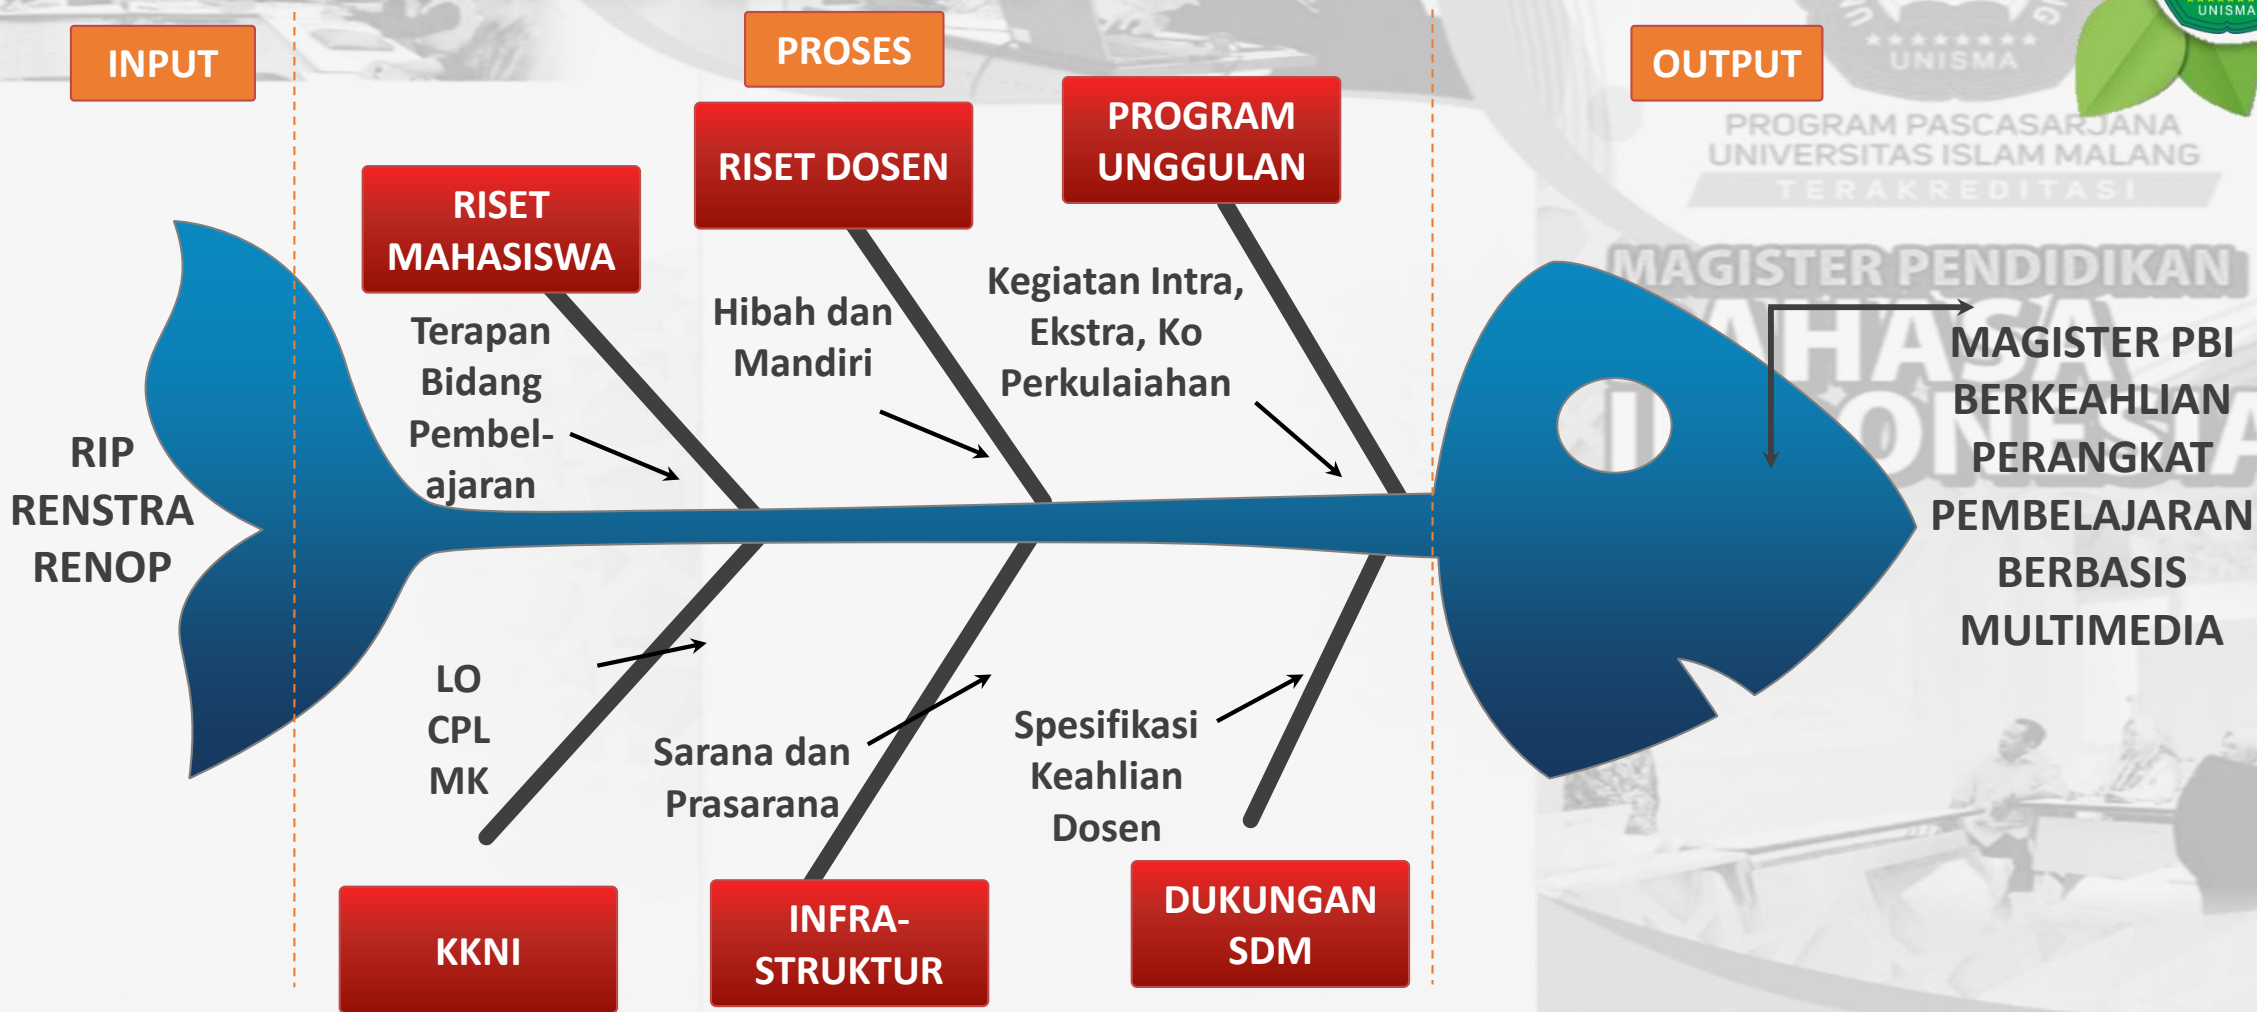 INPUT
PROSES
OUTPUT
UNISMA
UNISMA
PROGRAM PASCASARJANA
UNIVERSITAS ISLAM MALANG
TERAKREDITASI
MAGISTER PENDIDIKAN
RISET
MAHASISWA
RISET DOSEN
PROGRAM
UNGGULAN
Terapan
Bidang
Pembel-
ajaran
Hibah dan
Mandiri
Kegiatan Intra,
Ekstra, Ko
Perkulaiahan
RIP
RENSTRA
RENOP
MAGISTER PBI
BERKEAHLIAN
PERANGKAT
PEMBELAJARAN
BERBASIS
MULTIMEDIA
LO
CPL
MK
Sarana dan
Prasarana
Spesifikasi
Keahlian
Dosen
KKNI
INFRA-
STRUKTUR
DUKUNGAN
SDM